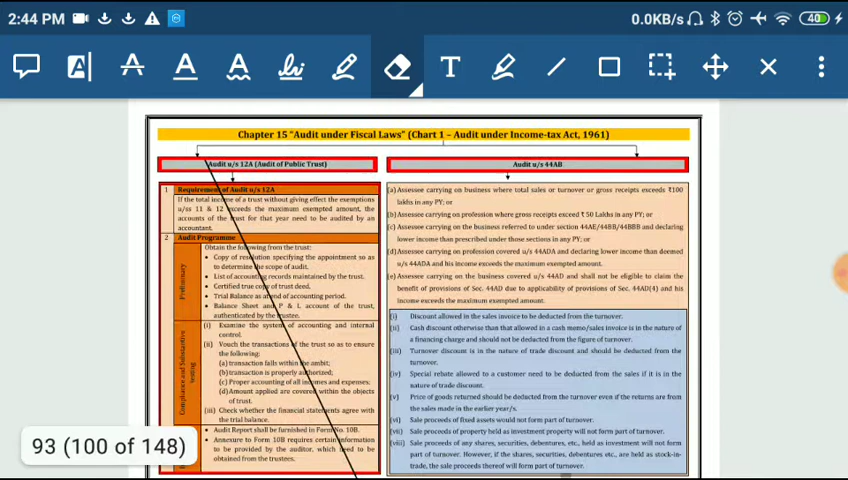 2:44 PM
0.0KB/s
40
A
A
A
A
T
Chapter 15 "Audit under Fiscal Laws" (Chart 1 – Audit under Income-tax Act, 1961)
Audit u/s 12A (Audit of Public Trust)
1 Requirement of Audit u/s 12A
If the total income of a trust without giving effect the exemptions
u/s 11 & 12 exceeds the maximum exempted amount, the
accounts of the trust for that year need to be audited by an
accountant.
2 Audit Programme
Preliminary
Obtain the following from the trust:
• Copy of resolution specifying the appointment so as
to determine the scope of audit.
• List of accounting records maintained by the trust.
• Certified true copy of trust deed,
• Trial Balance as at end of accounting period.
• Balance Sheet and P & L account of the trust,
authenticated by the trustee.
Compliance and Substantive
testing
(i) Examine the system of accounting and internal
control.
(ii) Vouch the transactions of the trust so as to ensure
the following:
(a) transaction falls within the ambit;
(b) transaction is properly authorized;
(c) Proper accounting of all incomes and expenses;
(d) Amount applied are covered within the objects
of trust.
(iii) Check whether the financial statements agree with
the trial balance.
• Audit Report shall be furnished in Form No. 10B.
• Annexure to Form 10B requires certain information
to be provided by the auditor, which need to be
obtained from the trustees.
Audit u/s 44AB
(a) Assessee carrying on business where total sales or turnover or gross receipts exceeds ₹100
lakhs in any PY; or
(b) Assessee carrying on profession where gross receipts exceed ₹ 50 Lakhs in any PY; or
(c) Assessee carrying on the business referred to under section 44AE/44BB/44BBB and declaring
lower income than prescribed under those sections in any PY; or
(d) Assessee carrying on profession covered u/s 44ADA and declaring lower income than deemed
u/s 44ADA and his income exceeds the maximum exempted amount.
(e) Assessee carrying on the business covered u/s 44AD and shall not be eligible to claim the
benefit of provisions of Sec. 44AD due to applicability of provisions of Sec. 44AD(4) and his
income exceeds the maximum exempted amount.
(i) Discount allowed in the sales invoice to be deducted from the turnover.
(ii) Cash discount otherwise than that allowed in a cash memo/sales invoice is in the nature of
a financing charge and should not be deducted from the figure of turnover.
(iii) Turnover discount is in the nature of trade discount and should be deducted from the
turnover.
(iv) Special rebate allowed to a customer need to be deducted from the sales if it is in the
nature of trade discount.
(v) Price of goods returned should be deducted from the turnover even if the returns are from
the sales made in the earlier year/s.
(vi) Sale proceeds of fixed assets would not form part of turnover.
(vii) Sale proceeds of property held as investment property will not form part of turnover.
(viii) Sale proceeds of any shares, securities, debentures, etc., held as investment will not form
part of turnover. However, if the shares, securities, debentures etc., are held as stock-in-
trade, the sale proceeds thereof will form part of turnover.
93 (100 of 148)